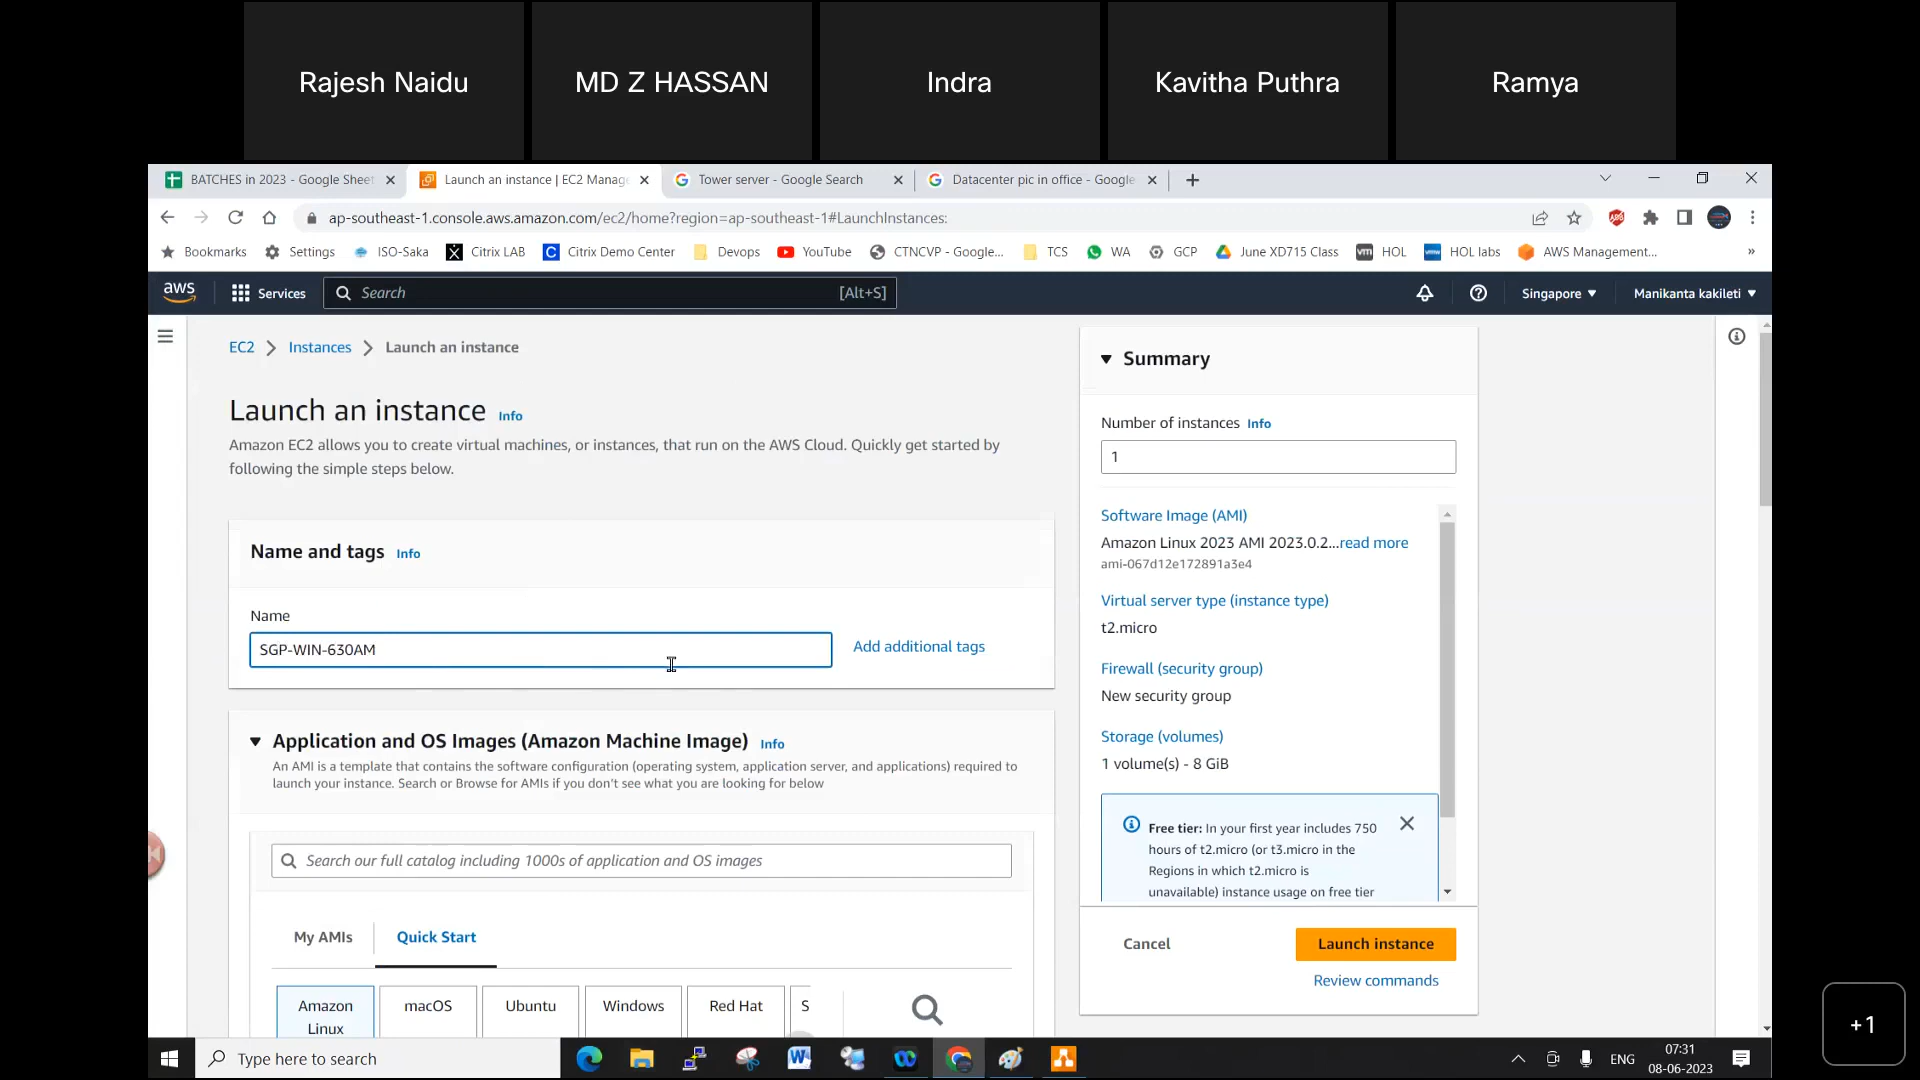 Rajesh Naidu
MD Z HASSAN
Indra
Kavitha Puthra
Ramya
BATCHES in 2023 - Google Sheet
Launch an instance | EC2 Manag
Tower server - Google Search
Datacenter pic in office - Google
ap-southeast-1.console.aws.amazon.com/ec2/home?region=ap-southeast-1#LaunchInstances:
Bookmarks
Settings
ISO-Saka
Citrix LAB
Citrix Demo Center
Devops
YouTube
CTNCVP - Google...
TCS
WA
GCP
June XD715 Class
HOL
HOL labs
AWS Management...
»
aws
Services
Search
[Alt+S]
Singapore
Manikanta kakileti
EC2
Instances
Launch an instance
Launch an instance Info
Amazon EC2 allows you to create virtual machines, or instances, that run on the AWS Cloud. Quickly get started by
following the simple steps below.
Name and tags Info
Name
SGP-WIN-630AM
Add additional tags
Application and OS Images (Amazon Machine Image) Info
An AMI is a template that contains the software configuration (operating system, application server, and applications) required to
launch your instance. Search or Browse for AMIs if you don't see what you are looking for below
Search our full catalog including 1000s of application and OS images
My AMIs
Quick Start
Amazon
Linux
macOS
Ubuntu
Windows
Red Hat
S
Summary
Number of instances Info
1
Software Image (AMI)
Amazon Linux 2023 AMI 2023.0.2...read more
ami-067d12e172891a3e4
Virtual server type (instance type)
t2.micro
Firewall (security group)
New security group
Storage (volumes)
1 volume(s) - 8 GiB
Free tier: In your first year includes 750
hours of t2.micro (or t3.micro in the
Regions in which t2.micro is
unavailable) instance usage on free tier
Cancel
Launch instance
Review commands
+1
Type here to search
ENG
07:31
08-06-2023